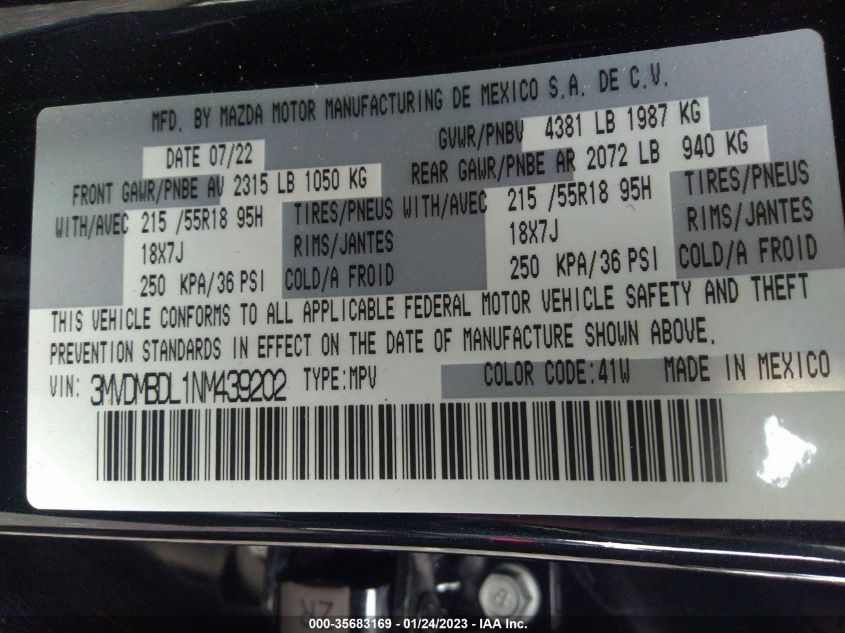 MFD. BY MAZDA MOTOR MANUFACTURING DE MEXICO S.A. DE C.V.
DATE 07/22 GVWR/PNBV 4381 LB 1987 KG
FRONT GAWR/PNBE AV 2315 LB 1050 KG REAR GAWR/PNBE AR 2072 LB 940 KG
WITH/AVEC 215 /55R18 95H TIRES/PNEUS WITH/AVEC 215 /55R18 95H TIRES/PNEUS
18X7J RIMS/JANTES 18X7J RIMS/JANTES
250 KPA/36 PSI COLD/A FROID 250 KPA/36 PSI COLD/A FROID
THIS VEHICLE CONFORMS TO ALL APPLICABLE FEDERAL MOTOR VEHICLE SAFETY AND THEFT
PREVENTION STANDARDS IN EFFECT ON THE DATE OF MANUFACTURE SHOWN ABOVE.
VIN: 3MVDMBDL1NM439202 TYPE:MPV COLOR CODE:41W MADE IN MEXICO
000-35683169 - 01/24/2023 - IAA Inc.